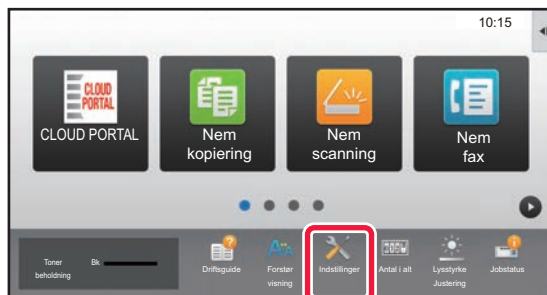 10:15
CLOUD
PORTAL
CLOUD PORTAL
Nem
kopiering
Nem
scanning
Nem
fax
Toner
beholdning
Bk
Driftsguide
Forstør
visning
Indstillinger
Antal i alt
Lysstyrke
Justering
Jobstatus